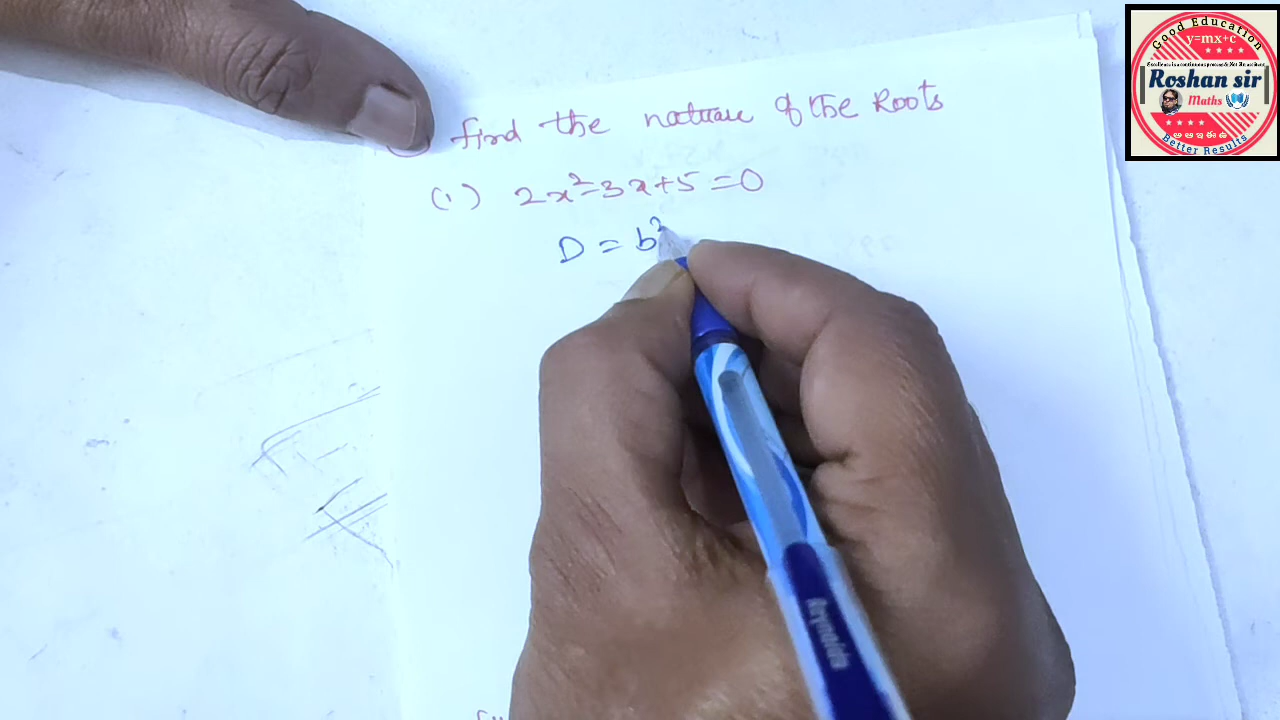 find the nature of the Roots
(i) 2x²-3x+5=0
D = b²
Reynolds
Good Education
y=mx+c
Roshan sir
Maths
Better Results